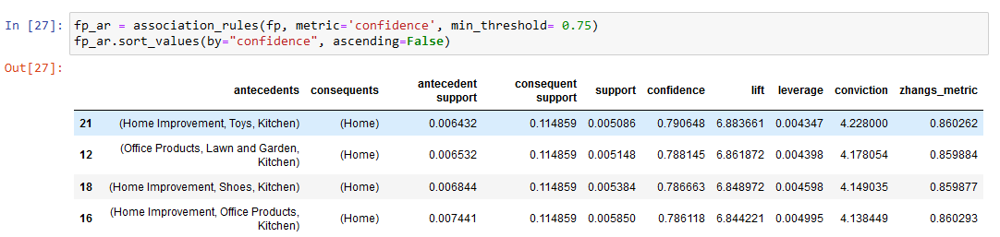 In [27]: fp_ar = association_rules(fp, metric='confidence', min_threshold= 0.75)
fp_ar.sort_values(by="confidence", ascending=False)
Out[27]:
antecedents consequents antecedent support consequent support support confidence lift leverage conviction zhangs_metric
21 (Home Improvement, Toys, Kitchen) (Home) 0.006432 0.114859 0.005086 0.790648 6.883661 0.004347 4.228000 0.860262
12 (Office Products, Lawn and Garden, Kitchen) (Home) 0.006532 0.114859 0.005148 0.788145 6.861872 0.004398 4.178054 0.859884
18 (Home Improvement, Shoes, Kitchen) (Home) 0.006844 0.114859 0.005384 0.786663 6.848972 0.004598 4.149035 0.859877
16 (Home Improvement, Office Products, Kitchen) (Home) 0.007441 0.114859 0.005850 0.786118 6.844221 0.004995 4.138449 0.860293